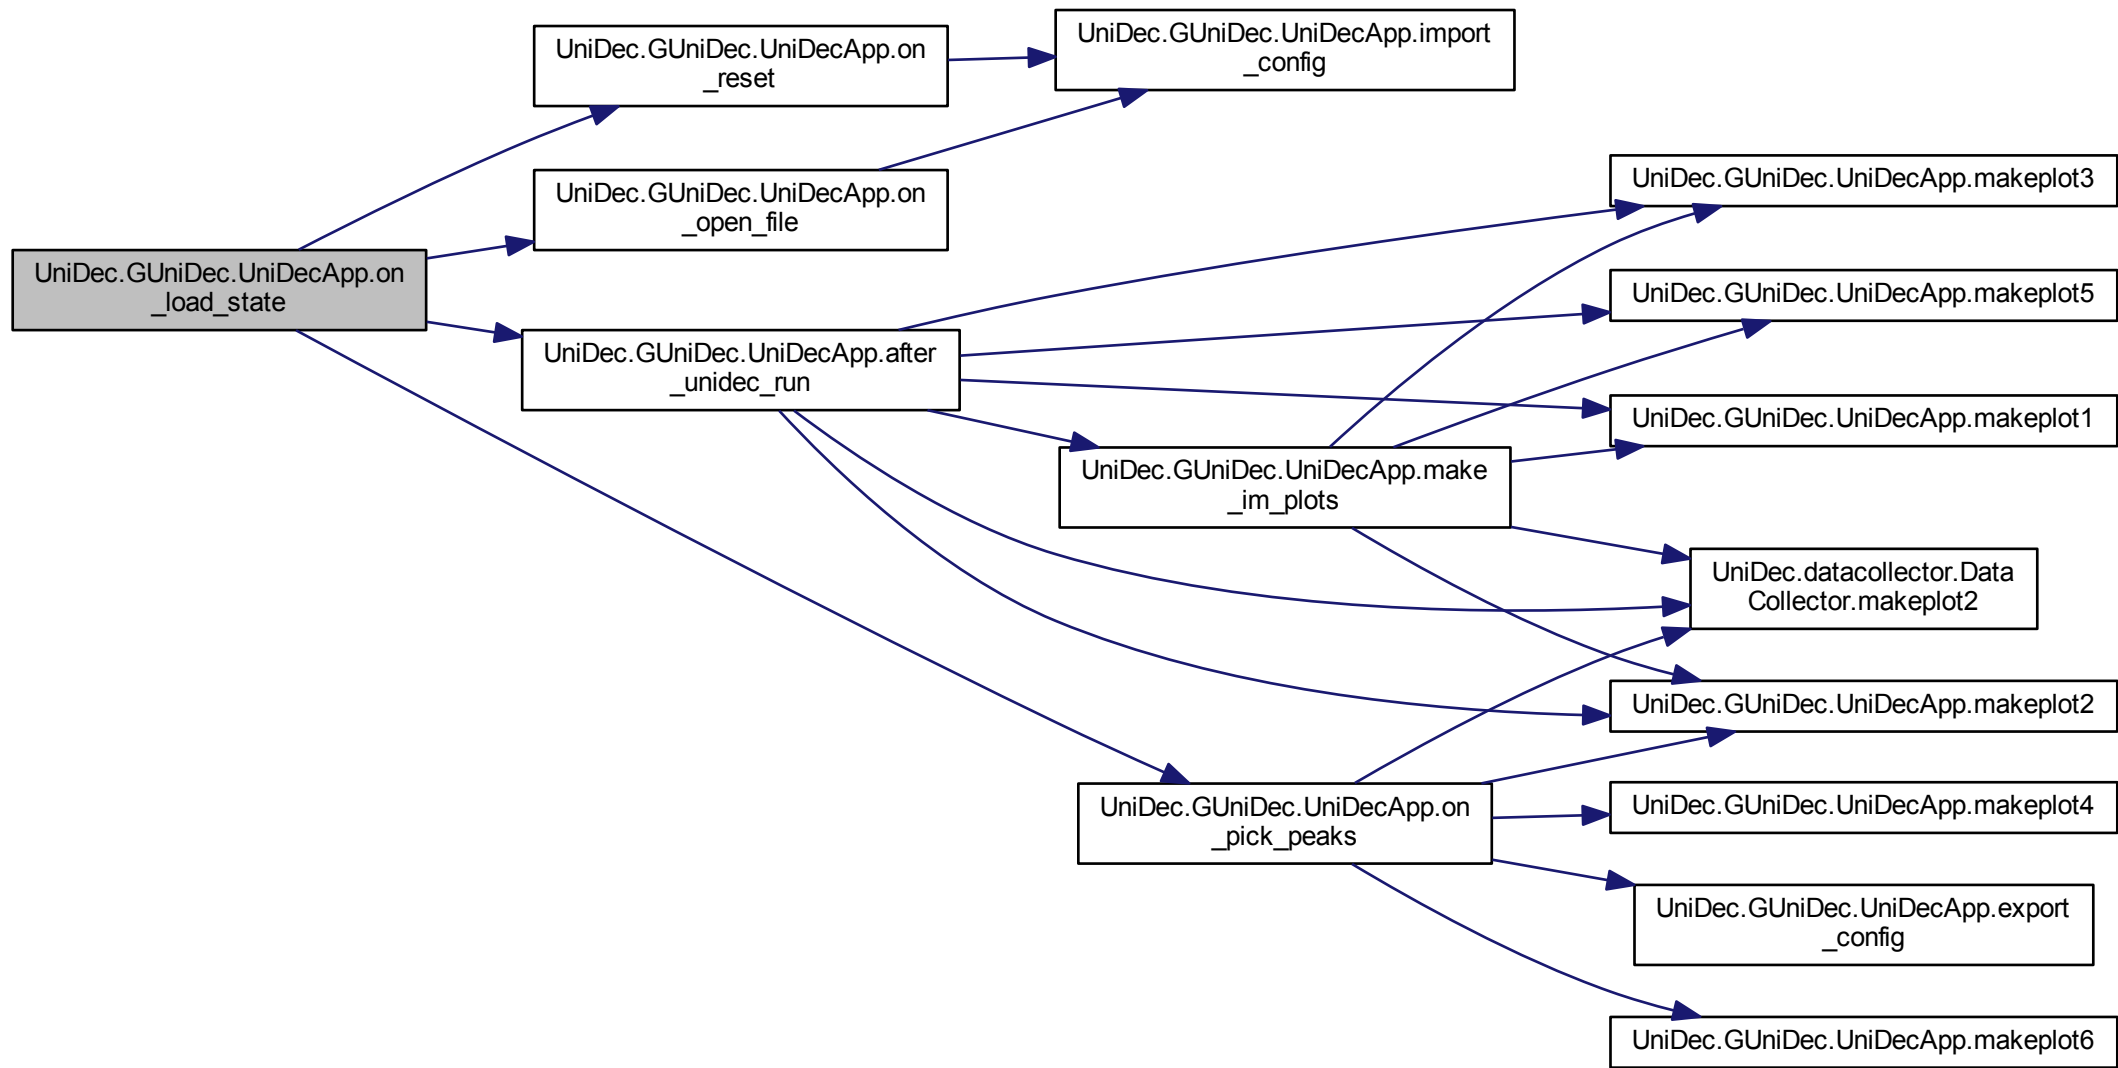 UniDec.GUniDec.UniDecApp.on
_load_state
UniDec.GUniDec.UniDecApp.on
_reset
UniDec.GUniDec.UniDecApp.on
_open_file
UniDec.GUniDec.UniDecApp.after
_unidec_run
UniDec.GUniDec.UniDecApp.import
_config
UniDec.GUniDec.UniDecApp.make
_im_plots
UniDec.GUniDec.UniDecApp.on
_pick_peaks
UniDec.GUniDec.UniDecApp.makeplot3
UniDec.GUniDec.UniDecApp.makeplot5
UniDec.GUniDec.UniDecApp.makeplot1
UniDec.datacollector.Data
Collector.makeplot2
UniDec.GUniDec.UniDecApp.makeplot2
UniDec.GUniDec.UniDecApp.makeplot4
UniDec.GUniDec.UniDecApp.export
_config
UniDec.GUniDec.UniDecApp.makeplot6